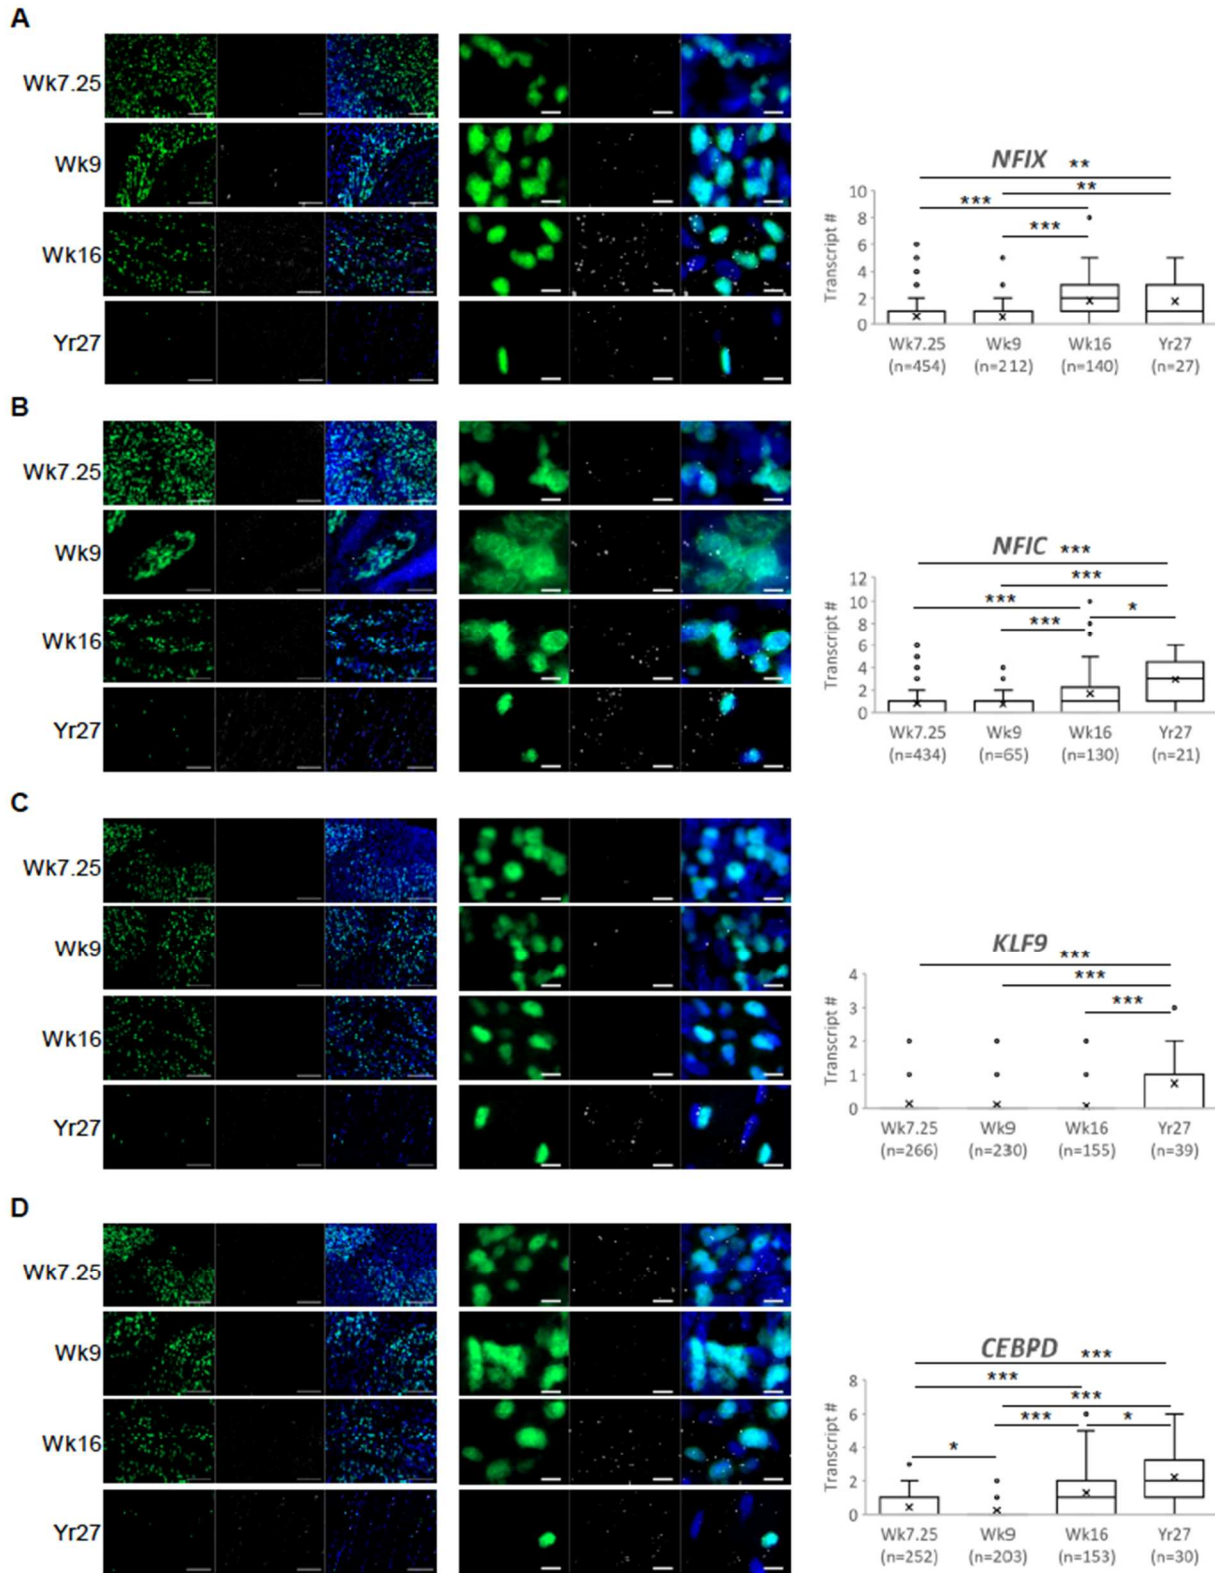 A
Wk7.25
Wk9
Wk16
Yr27
NFIX
**
**
***
***
Transcript #
10
8
6
4
2
0
Wk7.25 Wk9 Wk16 Yr27
(n=454) (n=212) (n=140) (n=27)
B
Wk7.25
Wk9
Wk16
Yr27
NFIC
***
***
***
***
*
Transcript #
12
10
8
6
4
2
0
Wk7.25 Wk9 Wk16 Yr27
(n=434) (n=65) (n=130) (n=21)
C
Wk7.25
Wk9
Wk16
Yr27
KLF9
***
***
***
Transcript #
4
3
2
1
0
Wk7.25 Wk9 Wk16 Yr27
(n=266) (n=230) (n=155) (n=39)
D
Wk7.25
Wk9
Wk16
Yr27
CEBPD
***
***
***
***
*
*
Transcript #
8
6
4
2
0
Wk7.25 Wk9 Wk16 Yr27
(n=252) (n=203) (n=153) (n=30)